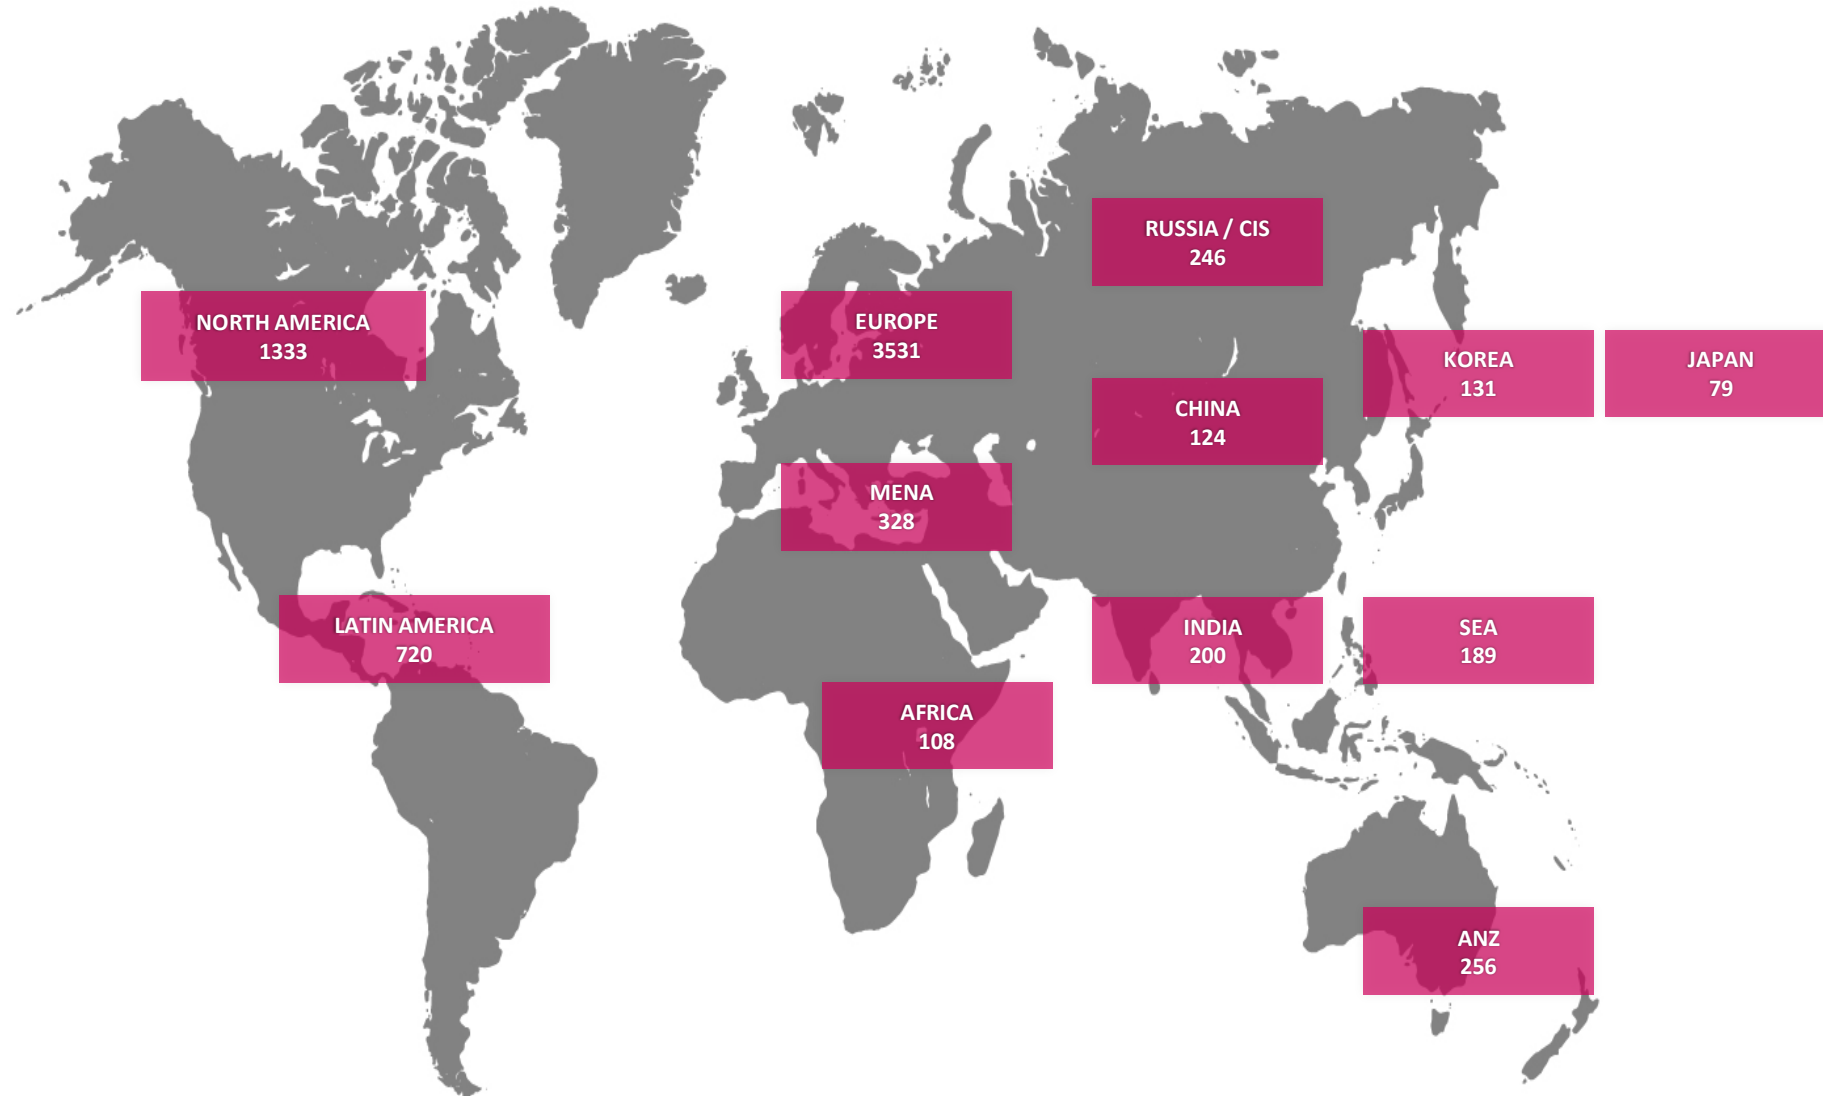 RUSSIA / CIS
246
NORTH AMERICA
1333
EUROPE
3531
KOREA
131
JAPAN
79
CHINA
124
MENA
328
LATIN AMERICA
720
INDIA
200
SEA
189
AFRICA
108
ANZ
256